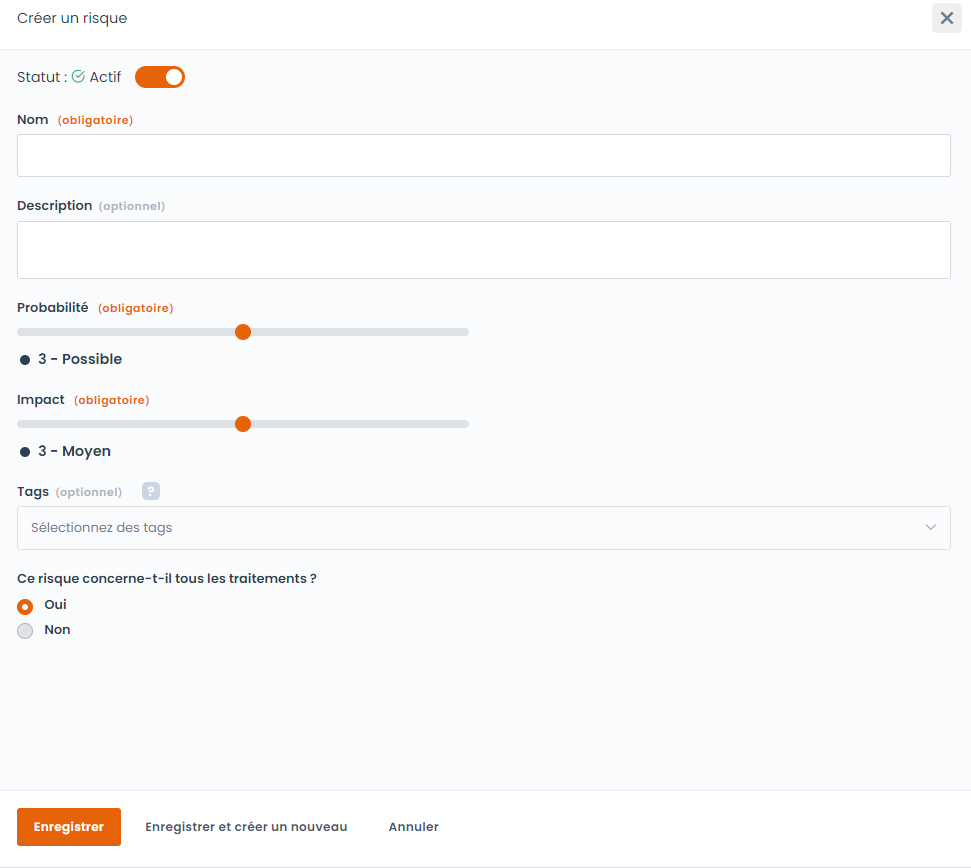 Créer un risque
Statut : Actif
Nom (obligatoire)
Description (optionnel)
Probabilité (obligatoire)
3 - Possible
Impact (obligatoire)
3 - Moyen
Tags (optionnel) ?
Sélectionnez des tags
Ce risque concerne-t-il tous les traitements ?
Oui
Non
Enregistrer Enregistrer et créer un nouveau Annuler